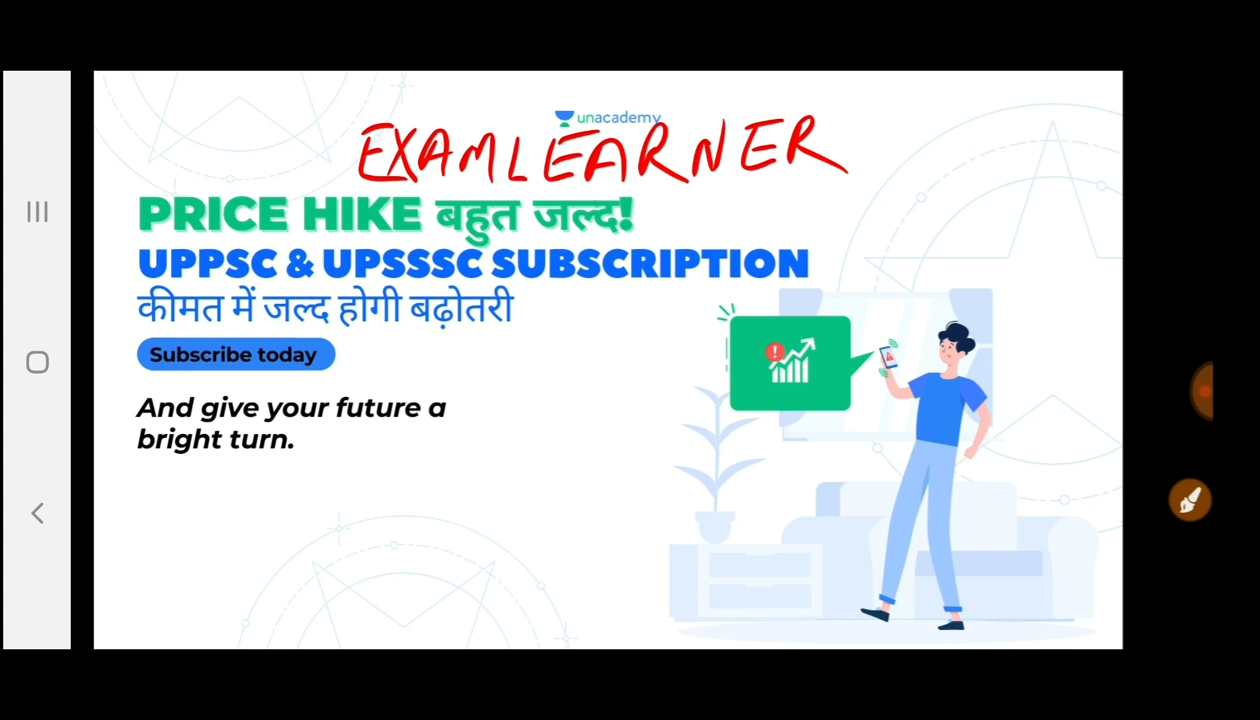 unacademy
EXAMLEARNER
PRICE HIKE बहुत जल्द!
UPPSC & UPSSSC SUBSCRIPTION
कीमत में जल्द होगी बढ़ोतरी
Subscribe today
And give your future a
bright turn.